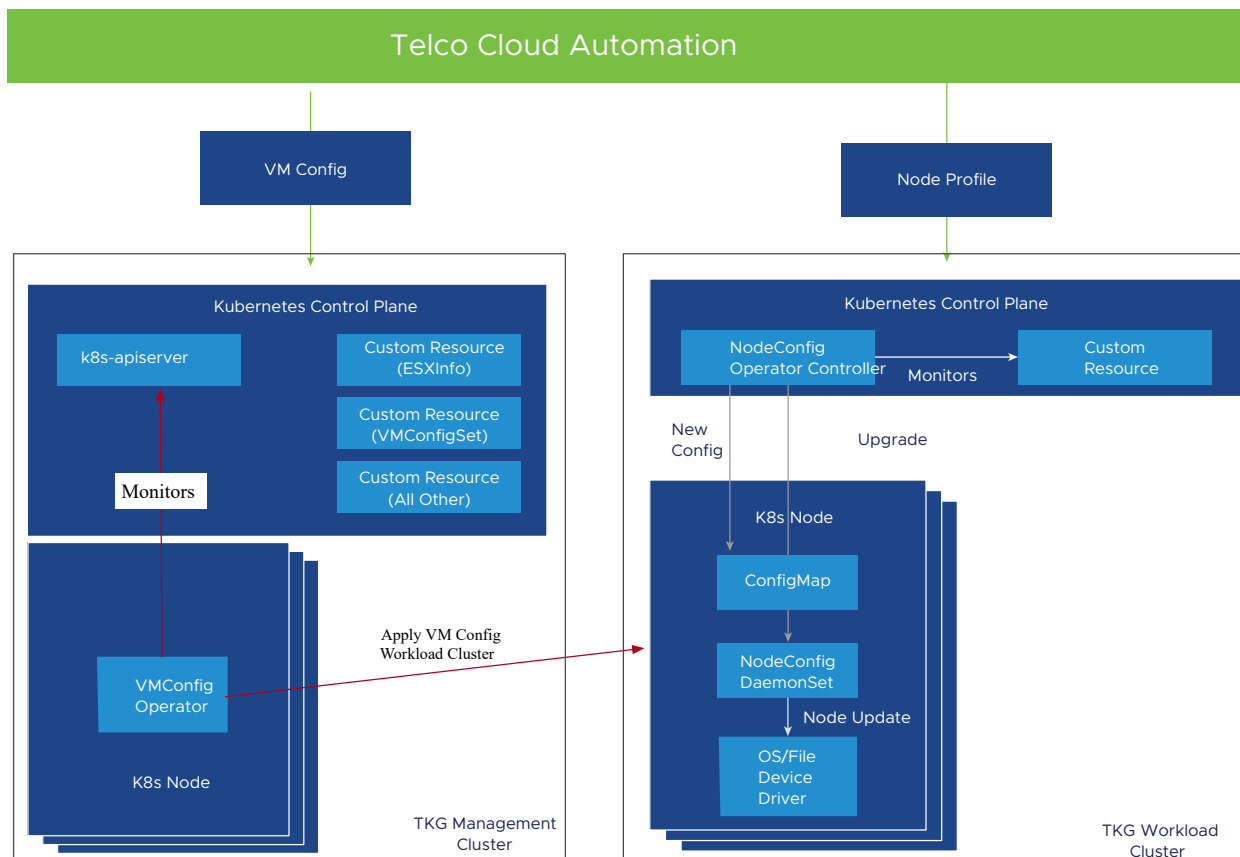 Telco Cloud Automation
VM Config
Node Profile
Kubernetes Control Plane
k8s-apiserver
Custom Resource
(ESXInfo)
Custom Resource
(VMConfigSet)
Custom Resource
(All Other)
Monitors
VMConfig
Operator
K8s Node
TKG Management
Cluster
Apply VM Config
Workload Cluster
Kubernetes Control Plane
NodeConfig
Operator Controller
Monitors
Custom
Resource
New
Config
Upgrade
K8s Node
ConfigMap
NodeConfig
DaemonSet
Node Update
OS/File
Device
Driver
TKG Workload
Cluster